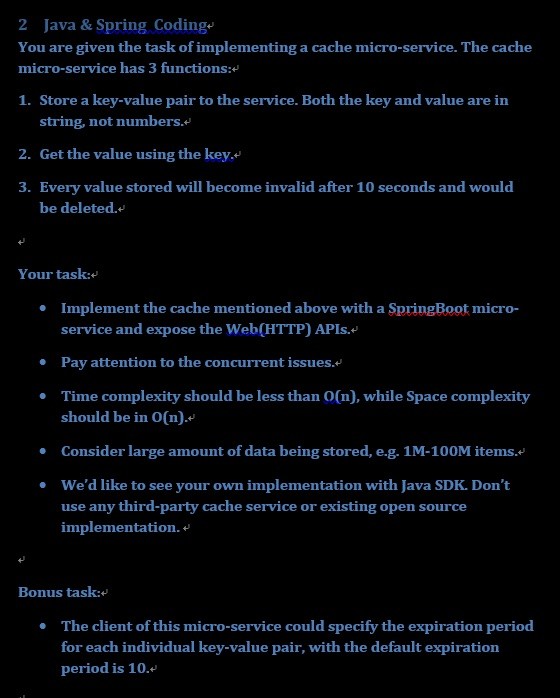 2 Java & Spring Coding
You are given the task of implementing a cache micro-service. The cache
micro-service has 3 functions:
1. Store a key-value pair to the service. Both the key and value are in
string, not numbers.
2. Get the value using the key.
3. Every value stored will become invalid after 10 seconds and would
be deleted.
Your task:
• Implement the cache mentioned above with a SpringBoot micro-
service and expose the Web(HTTP) APIs.
• Pay attention to the concurrent issues.
• Time complexity should be less than O(n), while Space complexity
should be in O(n).
• Consider large amount of data being stored, e.g. 1M-100M items.
• We'd like to see your own implementation with Java SDK. Don't
use any third-party cache service or existing open source
implementation.
Bonus task:
• The client of this micro-service could specify the expiration period
for each individual key-value pair, with the default expiration
period is 10.